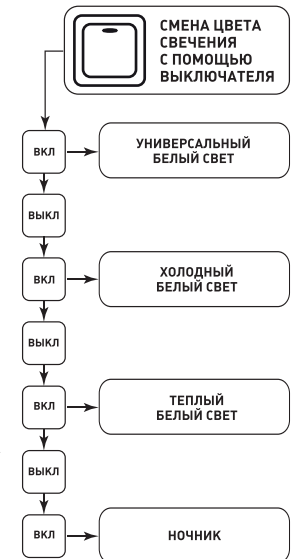 СМЕНА ЦВЕТА
СВЕЧЕНИЯ
С ПОМОЩЬЮ
ВЫКЛЮЧАТЕЛЯ
ВКЛ
УНИВЕРСАЛЬНЫЙ
БЕЛЫЙ СВЕТ
ВЫКЛ
ВКЛ
ХОЛОДНЫЙ
БЕЛЫЙ СВЕТ
ВЫКЛ
ВКЛ
ТЕПЛЫЙ
БЕЛЫЙ СВЕТ
ВЫКЛ
ВКЛ
НОЧНИК